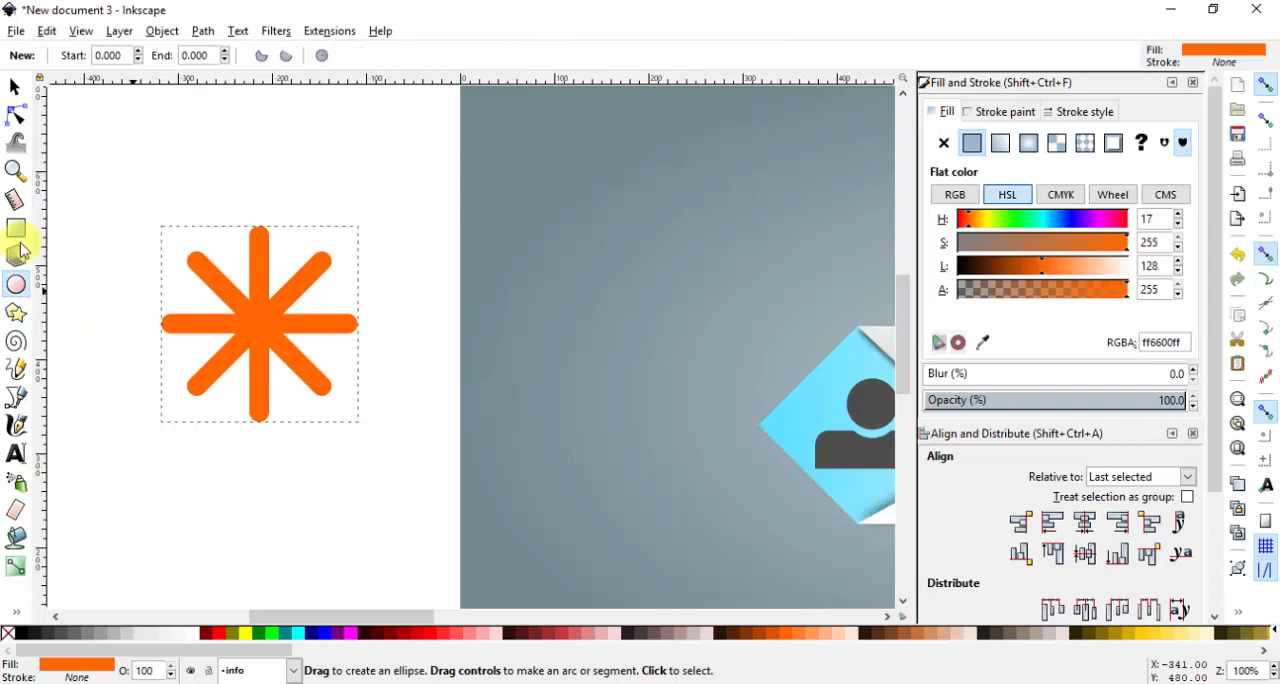 *New document 3 - Inkscape
File Edit View Layer Object Path Text Filters Extensions Help
New: Start: 0.000 End: 0.000
Fill:
Stroke: None
Fill and Stroke (Shift+Ctrl+F)
Fill Stroke paint Stroke style
Flat color
RGB HSL CMYK Wheel CMS
H: 17
S: 255
L: 128
A: 255
RGBA: ff6600ff
Blur (%) 0.0
Opacity (%) 100.0
Align and Distribute (Shift+Ctrl+A)
Align
Relative to: Last selected
Treat selection as group:
Distribute
Fill:
Stroke: None
O: 100
-info
Drag to create an ellipse. Drag controls to make an arc or segment. Click to select.
X: -341.00
Y: 480.00
Z: 100%